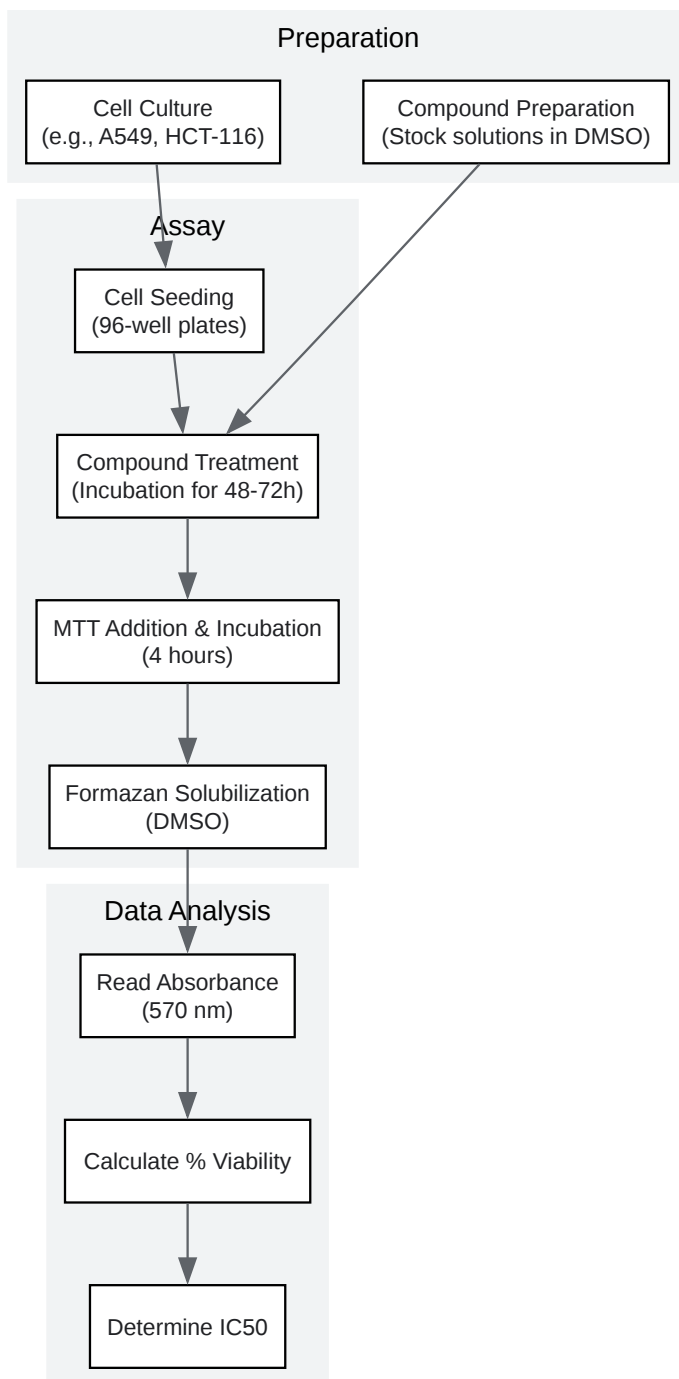 Preparation
Cell Culture
(e.g., A549, HCT-116)
Compound Preparation
(Stock solutions in DMSO)
Assay
Cell Seeding
(96-well plates)
Compound Treatment
(Incubation for 48-72h)
MTT Addition & Incubation
(4 hours)
Formazan Solubilization
(DMSO)
Data Analysis
Read Absorbance
(570 nm)
Calculate % Viability
Determine IC50